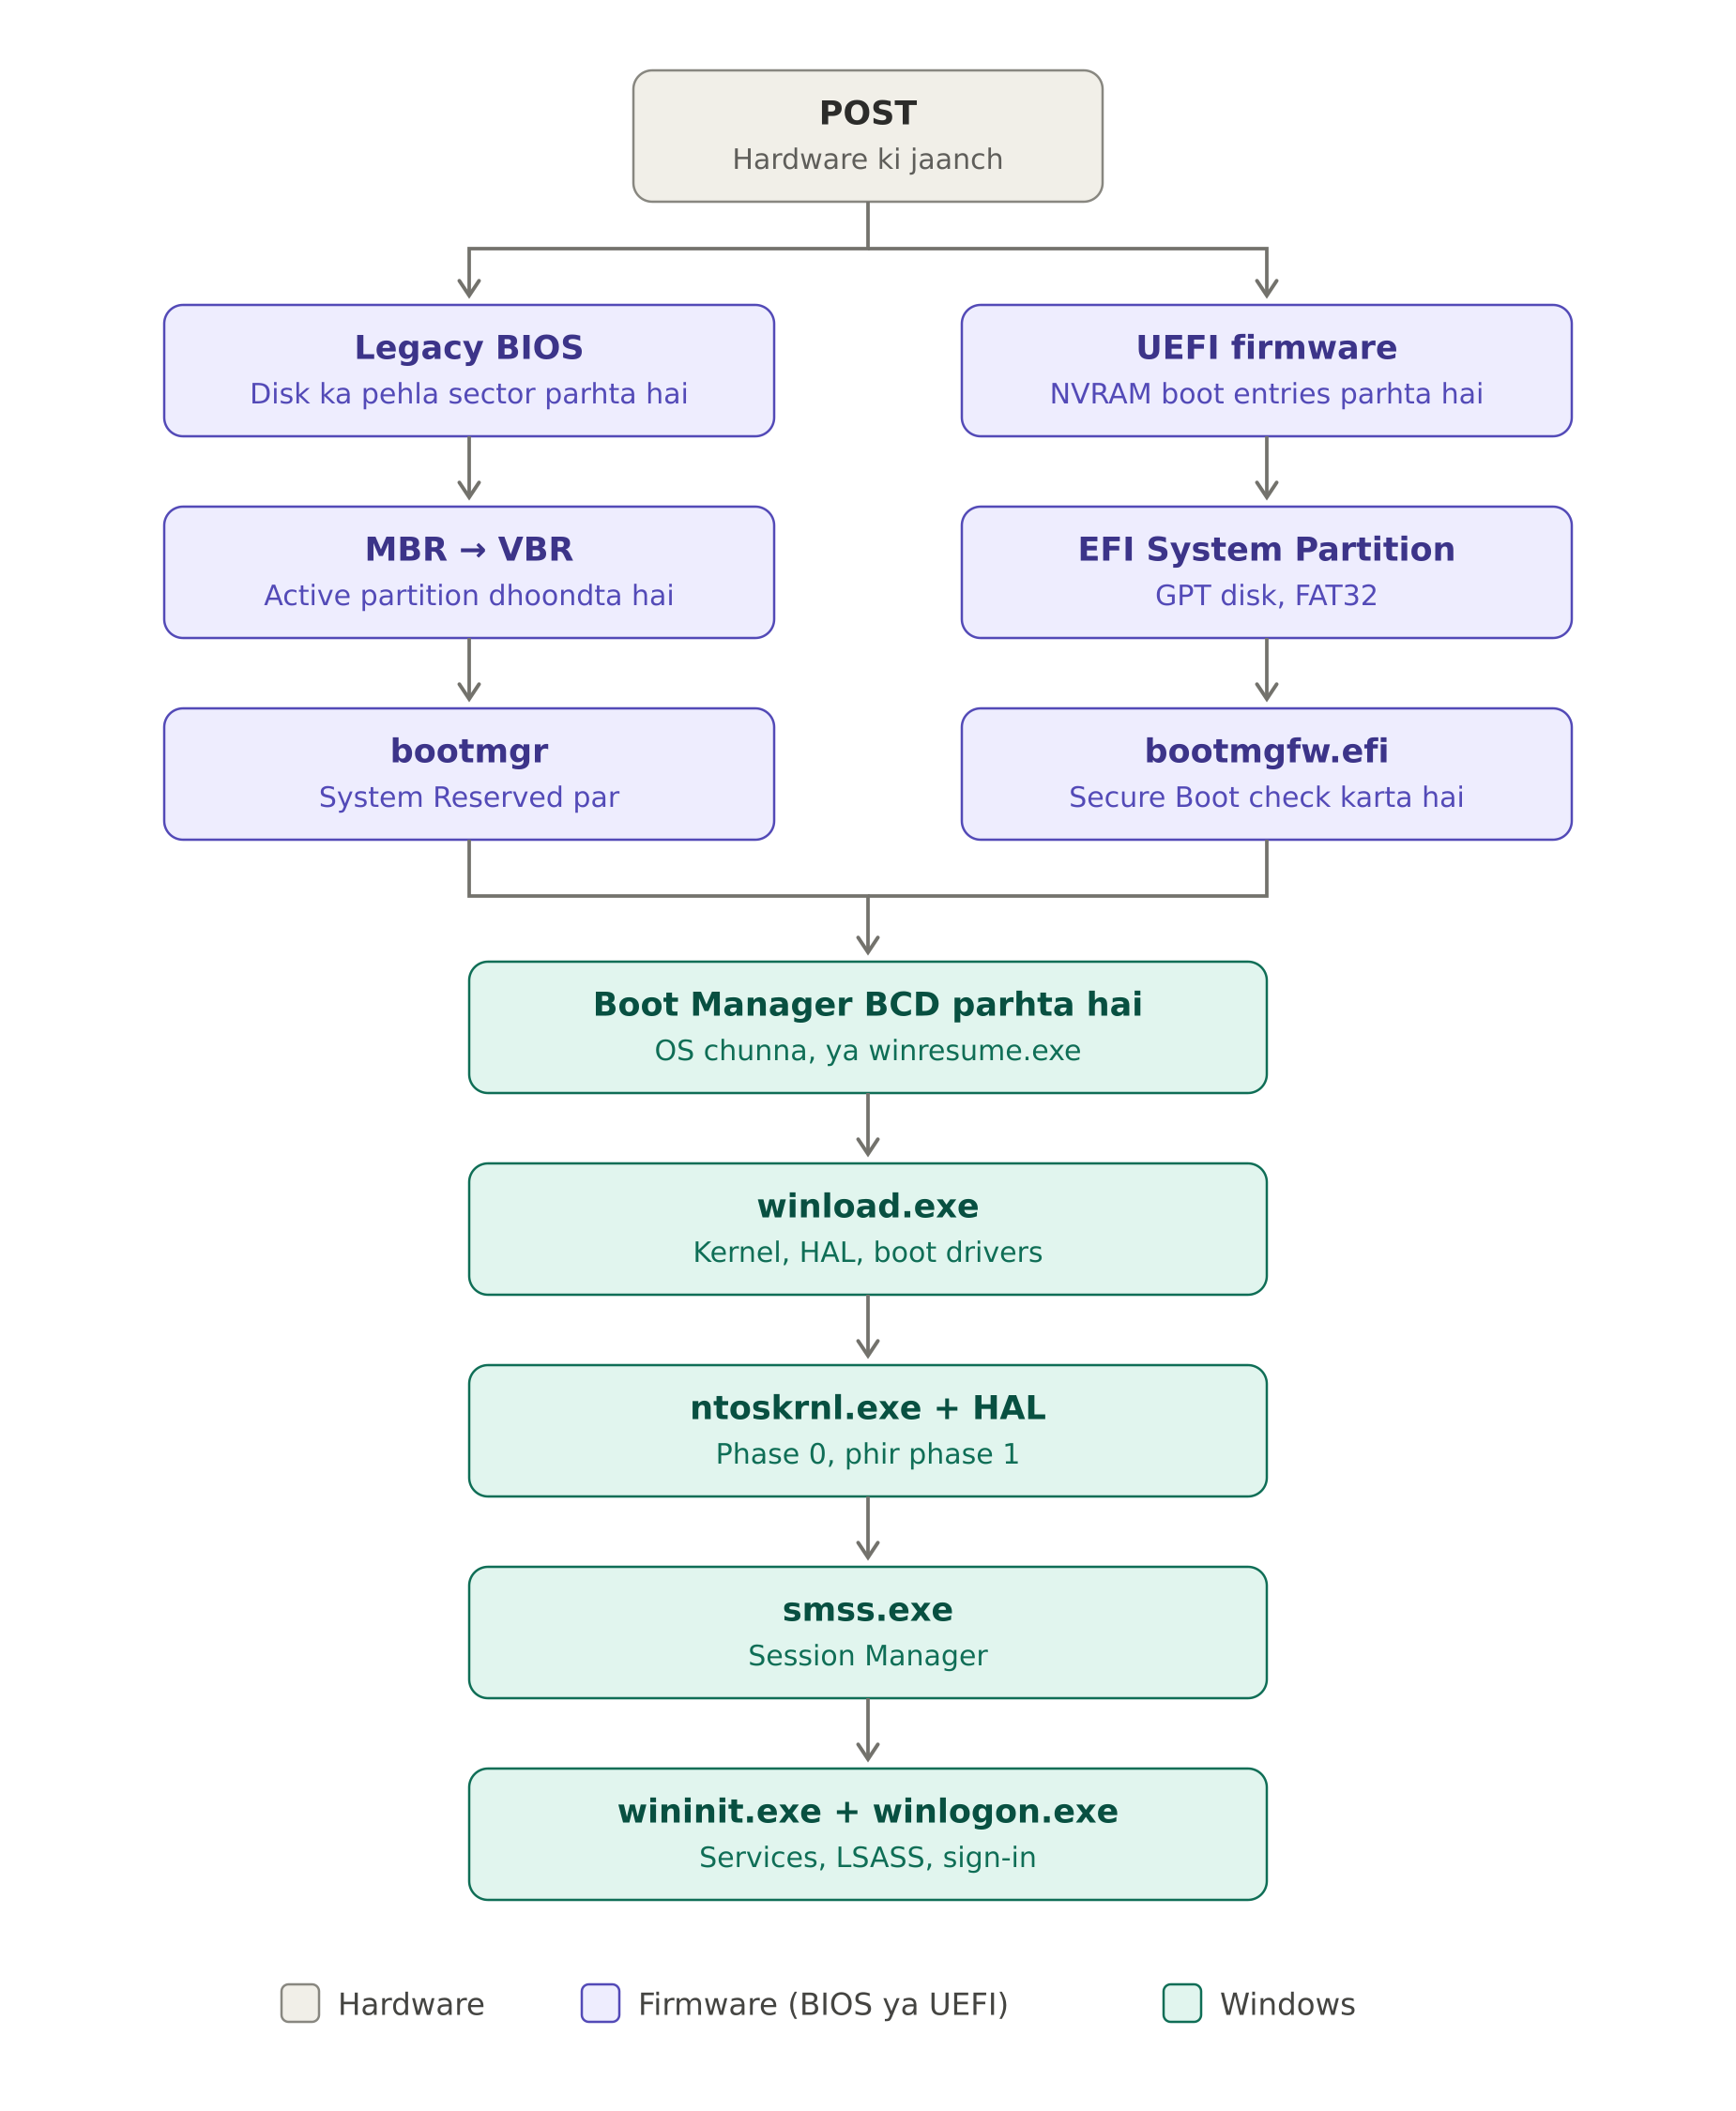 POST
Hardware ki jaanch
Legacy BIOS
Disk ka pehla sector parhta hai
UEFI firmware
NVRAM boot entries parhta hai
MBR → VBR
Active partition dhoondta hai
EFI System Partition
GPT disk, FAT32
bootmgr
System Reserved par
bootmgfw.efi
Secure Boot check karta hai
Boot Manager BCD parhta hai
OS chunna, ya winresume.exe
winload.exe
Kernel, HAL, boot drivers
ntoskrnl.exe + HAL
Phase 0, phir phase 1
smss.exe
Session Manager
wininit.exe + winlogon.exe
Services, LSASS, sign-in
Hardware
Firmware (BIOS ya UEFI)
Windows